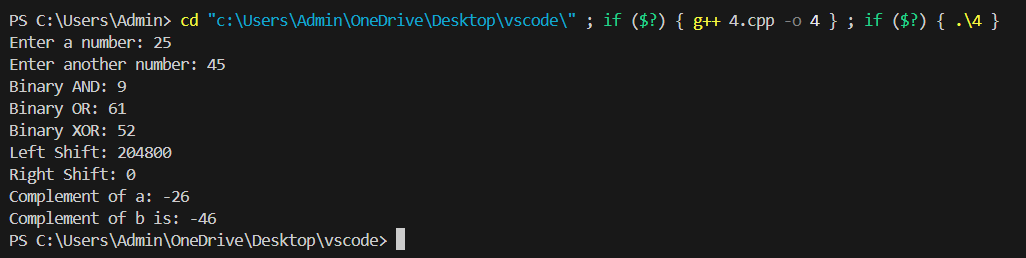 PS C:\Users\Admin> cd "c:\Users\Admin\OneDrive\Desktop\vscode\" ; if ($?) { g++ 4.cpp -o 4 } ; if ($?) { .\4 }
Enter a number: 25
Enter another number: 45
Binary AND: 9
Binary OR: 61
Binary XOR: 52
Left Shift: 204800
Right Shift: 0
Complement of a: -26
Complement of b is: -46
PS C:\Users\Admin\OneDrive\Desktop\vscode>